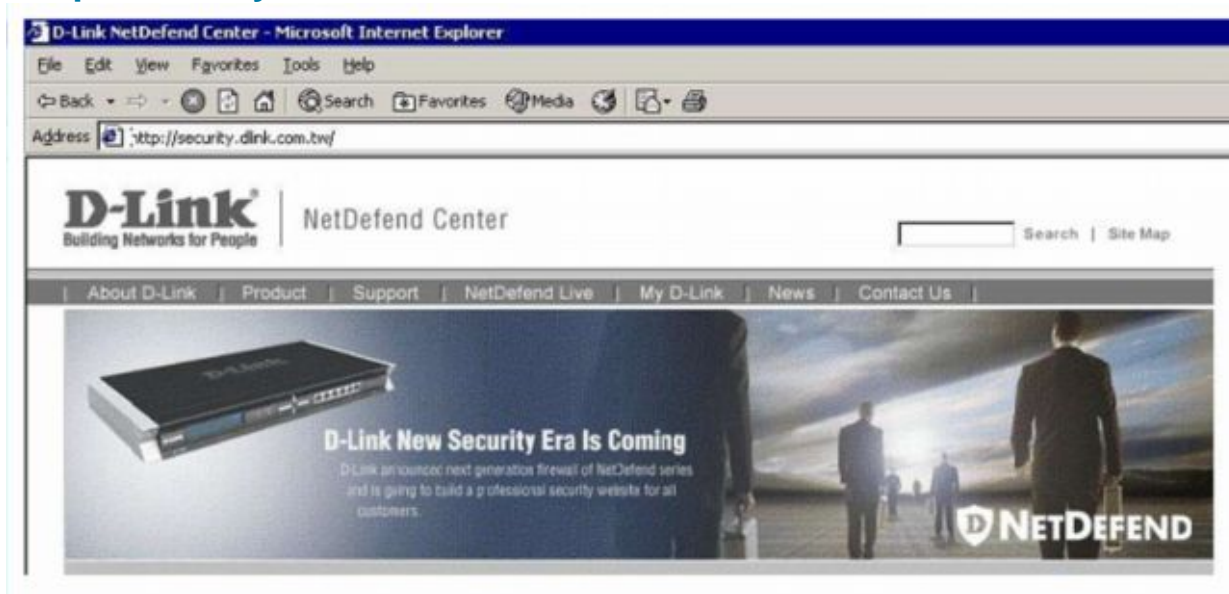 D-Link NetDefend Center - Microsoft Internet Explorer
File Edit View Favorites Tools Help
Back Search Favorites Media
Address http://security.dlink.com.tw/
D-Link
Building Networks for People
NetDefend Center
Search | Site Map
| About D-Link | Product | Support | NetDefend Live | My D-Link | News | Contact Us |
D-Link
D-Link New Security Era Is Coming
D-Link announced next generation firewall of NetDefend series
and is going to build a professional security website for all
customers.
D NETDEFEND